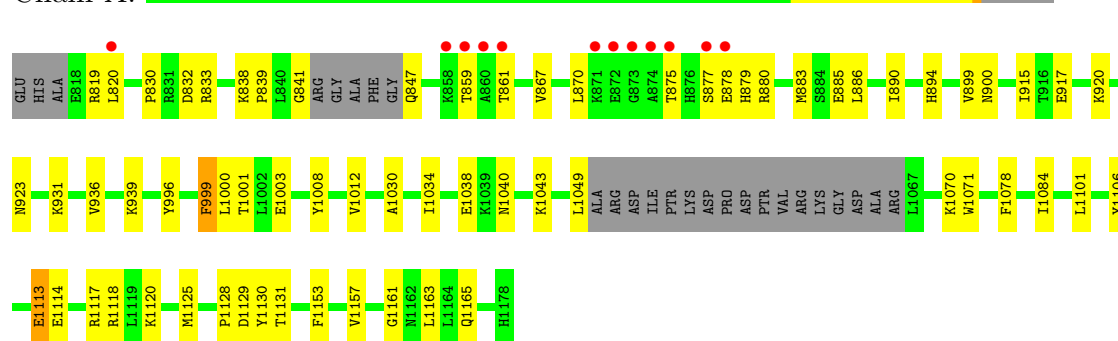 GLU HIS ALA E818 R819 L820 P830 R831 D832 R833 K838 P839 L840 G841 ARG GLY ALA PHE GLY Q847 K858 T859 A860 T861 V867 L870 K871 E872 G873 A874 T875 H876 S877 E878 H879 R880 M883 S884 E885 L886 I890 H894 V899 N900 I915 T916 E917 K920
N923 K931 V936 K939 Y996 F999 L1000 T1001 L1002 E1003 Y1008 V1012 A1030 I1034 E1038 K1039 N1040 K1043 L1049 ALA ARG ASP ILE PTR LYS ASP PRO ASP PTR VAL ARG LYS GLY ASP ALA ARG L1067 K1070 W1071 F1078 I1084 L1101
E1113 E1114 R1117 R1118 L1119 K1120 M1125 P1128 D1129 Y1130 T1131 F1153 V1157 G1161 N1162 L1163 L1164 Q1165 H1178